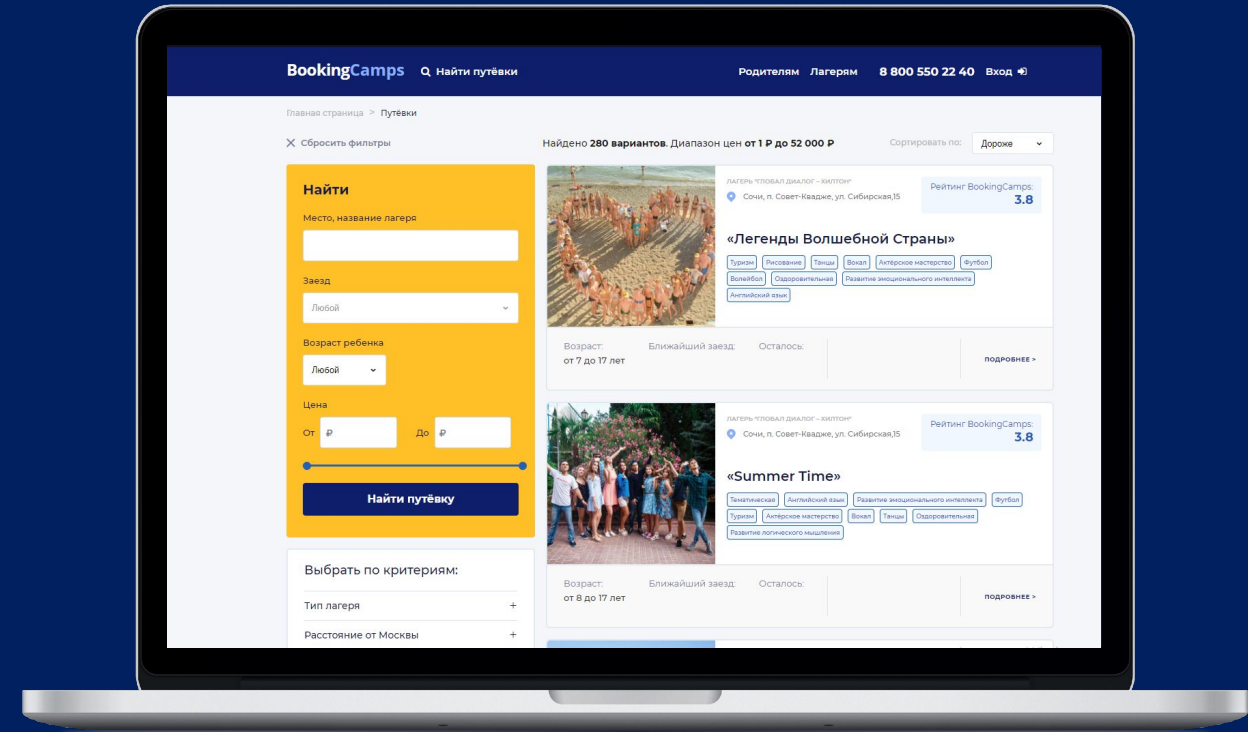 BookingCamps Найти путёвки Родителям Лагерям 8 800 550 22 40 Вход
Главная страница > Путёвки
Сбросить фильтры
Найдено 280 вариантов. Диапазон цен от 1 ₽ до 52 000 ₽
Сортировать по: Дороже
Найти
Место, название лагеря
Заезд
Любой
Возраст ребенка
Любой
Цена
От ₽ До ₽
Найти путёвку
Выбрать по критериям:
Тип лагеря +
Расстояние от Москвы +
ЛАГЕРЬ "ГЛОБАЛ ДИАЛОГ - ХИЛТОН"
Сочи, п. Совет-Квадже, ул. Сибирская,15
Рейтинг BookingCamps:
3.8
«Легенды Волшебной Страны»
Туризм Рисование Танцы Вокал Актёрское мастерство Футбол
Волейбол Оздоровительная Развитие эмоционального интеллекта
Английский язык
Возраст: Ближайший заезд: Осталось:
от 7 до 17 лет
ПОДРОБНЕЕ >
ЛАГЕРЬ "ГЛОБАЛ ДИАЛОГ - ХИЛТОН"
Сочи, п. Совет-Квадже, ул. Сибирская,15
Рейтинг BookingCamps:
3.8
«Summer Time»
Тематическая Английский язык Развитие эмоционального интеллекта Футбол
Туризм Актёрское мастерство Вокал Танцы Оздоровительная
Развитие логического мышления
Возраст: Ближайший заезд: Осталось:
от 8 до 17 лет
ПОДРОБНЕЕ >